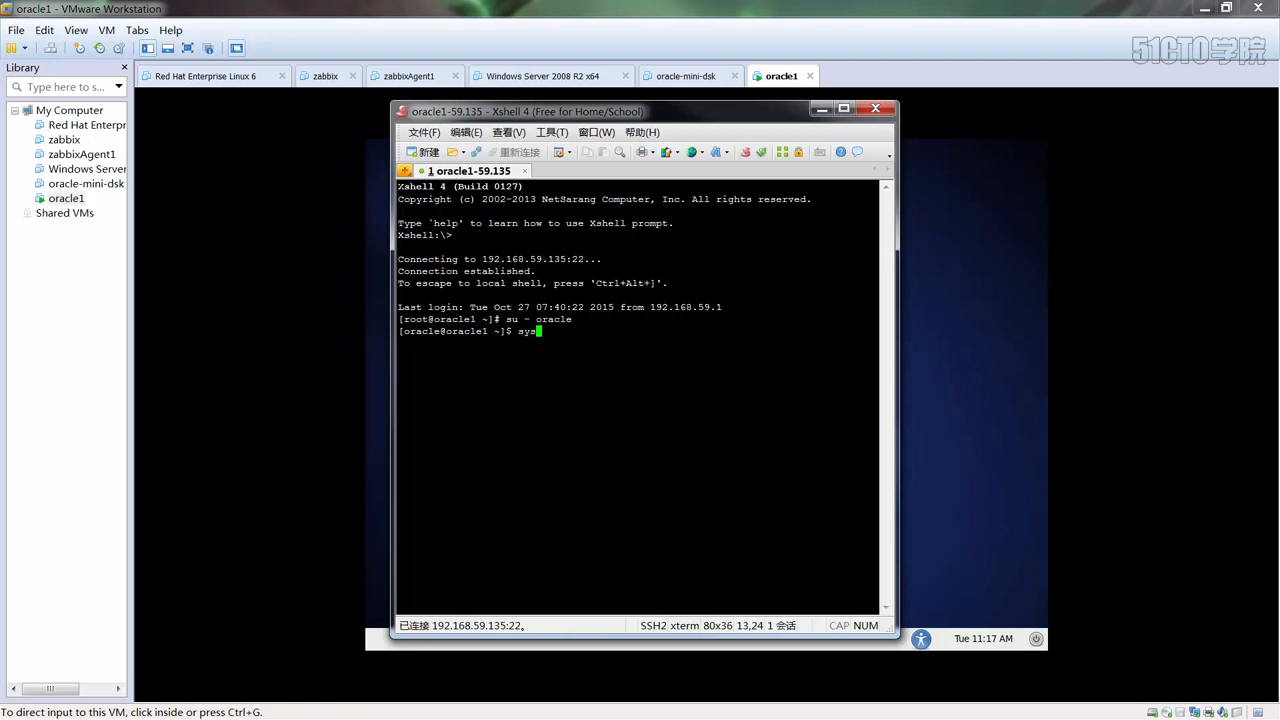 oracle1 - VMware Workstation
File Edit View VM Tabs Help
51CTO学院
Library
Type here to s...
My Computer
Red Hat Enterpr
zabbix
zabbixAgent1
Windows Server
oracle-mini-dsk
oracle1
Shared VMs
Red Hat Enterprise Linux 6 zabbix zabbixAgent1 Windows Server 2008 R2 x64 oracle-mini-dsk oracle1
oracle1-59.135 - Xshell 4 (Free for Home/School)
文件(F) 编辑(E) 查看(V) 工具(T) 窗口(W) 帮助(H)
新建 重新连接
1 oracle1-59.135
Xshell 4 (Build 0127)
Copyright (c) 2002-2013 NetSarang Computer, Inc. All rights reserved.
Type `help' to learn how to use Xshell prompt.
Xshell:\>
Connecting to 192.168.59.135:22...
Connection established.
To escape to local shell, press 'Ctrl+Alt+]'.
Last login: Tue Oct 27 07:40:22 2015 from 192.168.59.1
[root@oracle1 ~]# su - oracle
[oracle@oracle1 ~]$ sys
已连接 192.168.59.135:22。 SSH2 xterm 80x36 13,24 1 会话 CAP NUM
Tue 11:17 AM
To direct input to this VM, click inside or press Ctrl+G.